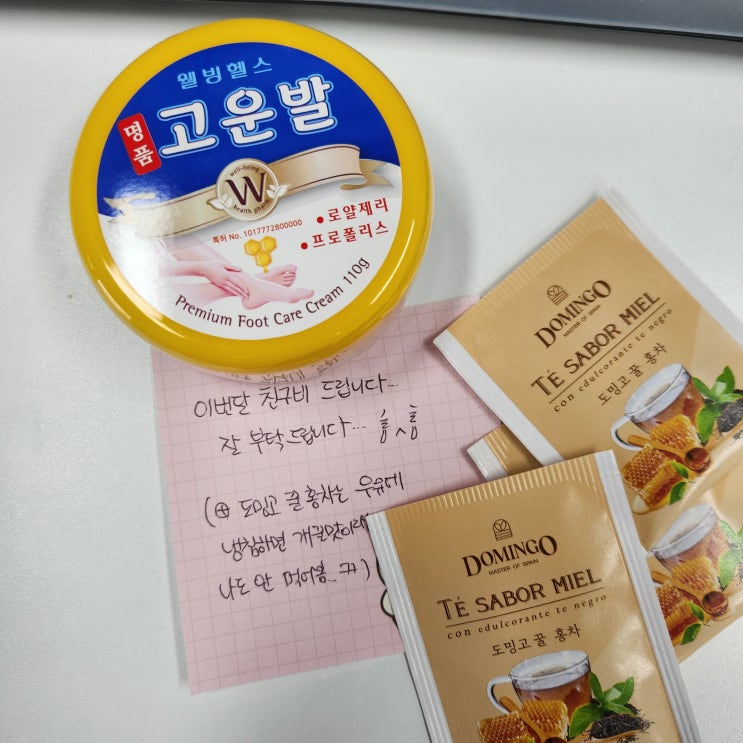 웰빙헬스
명품
고운발
well-being
W
health pharm
로얄제리
프로폴리스
특허 No. 1017772800000
Premium Foot Care Cream 110g
이번달 친구비 드립니다...
잘 부탁드립니다... 흫ㅅ흫
(⊕ 도밍고 꿀홍차는 우유에
냉침하면 개꿀맛이래
나도 안 먹어봄.. ㅋㅋ)
DOMINGO
MASTER OF SPAIN
TÉ SABOR MIEL
con edulcorante te negro
도밍고 꿀 홍차
DOMINGO
MASTER OF SPAIN
TÉ SABOR MIEL
con edulcorante te negro
도밍고 꿀 홍차